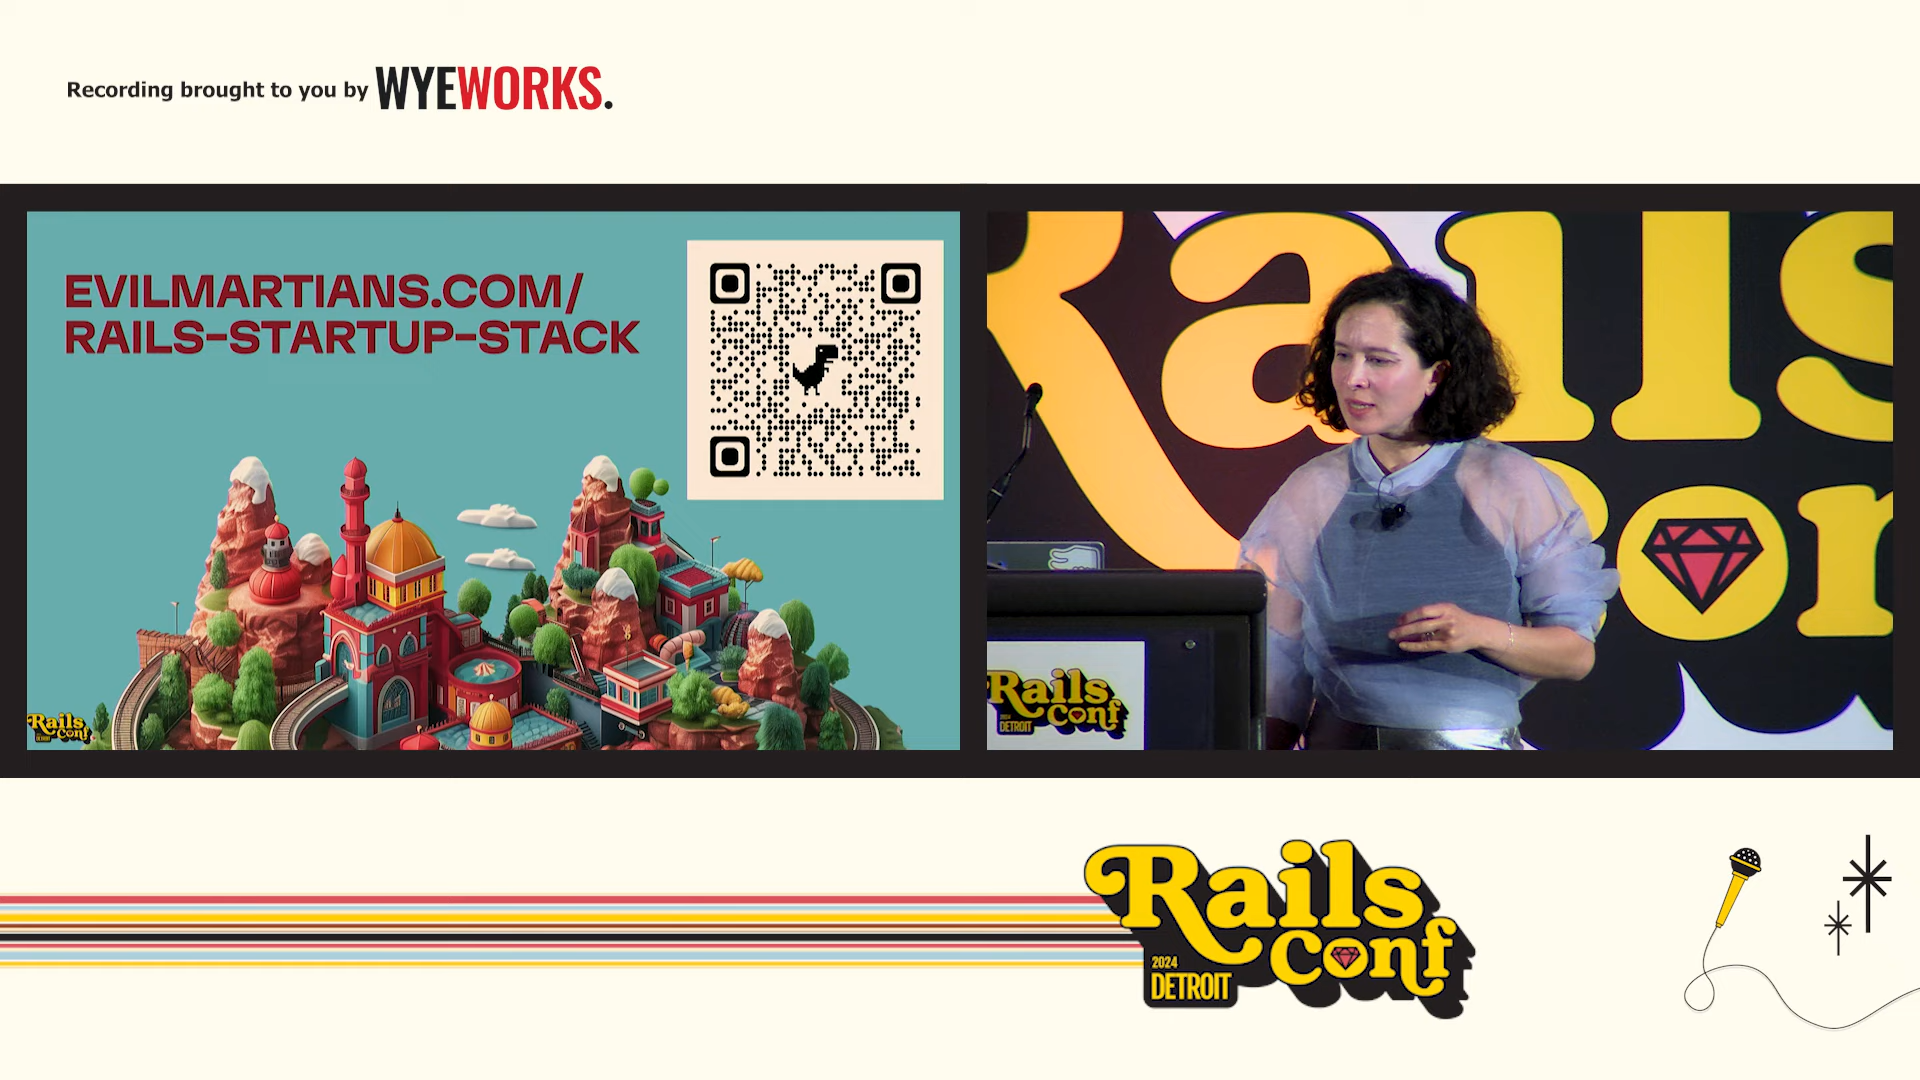 Recording brought to you by WYEWORKS.
EVILMARTIANS.COM/
RAILS-STARTUP-STACK
Rails
Conf
Rails
Conf
2024
DETROIT
Rails
Conf
2024
DETROIT